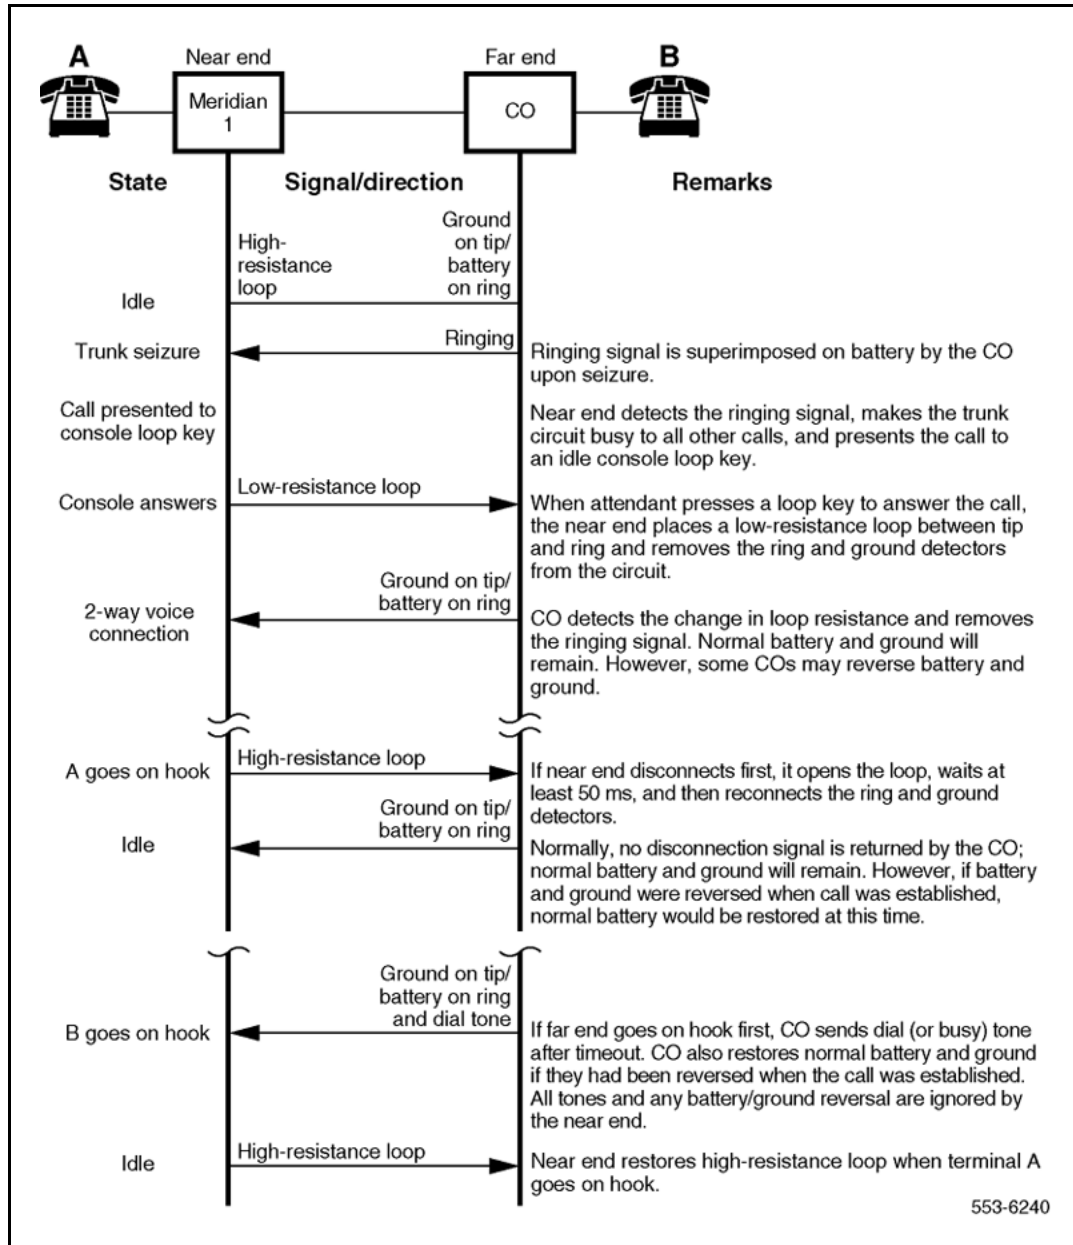 A
Near end
Far end
B
Meridian
1
CO
State
Signal/direction
Remarks
High-
resistance
loop
Ground
on tip/
battery
on ring
Idle
Trunk seizure
Ringing
Ringing signal is superimposed on battery by the CO
upon seizure.
Call presented to
console loop key
Near end detects the ringing signal, makes the trunk
circuit busy to all other calls, and presents the call to
an idle console loop key.
Console answers
Low-resistance loop
When attendant presses a loop key to answer the call,
the near end places a low-resistance loop between tip
and ring and removes the ring and ground detectors
from the circuit.
2-way voice
connection
Ground on tip/
battery on ring
CO detects the change in loop resistance and removes
the ringing signal. Normal battery and ground will
remain. However, some COs may reverse battery and
ground.
A goes on hook
High-resistance loop
If near end disconnects first, it opens the loop, waits at
least 50 ms, and then reconnects the ring and ground
detectors.
Idle
Ground on tip/
battery on ring
Normally, no disconnection signal is returned by the CO;
normal battery and ground will remain. However, if battery
and ground were reversed when call was established,
normal battery would be restored at this time.
B goes on hook
Ground on tip/
battery on ring
and dial tone
If far end goes on hook first, CO sends dial (or busy) tone
after timeout. CO also restores normal battery and ground
if they had been reversed when the call was established.
All tones and any battery/ground reversal are ignored by
the near end.
Idle
High-resistance loop
Near end restores high-resistance loop when terminal A
goes on hook.
553-6240